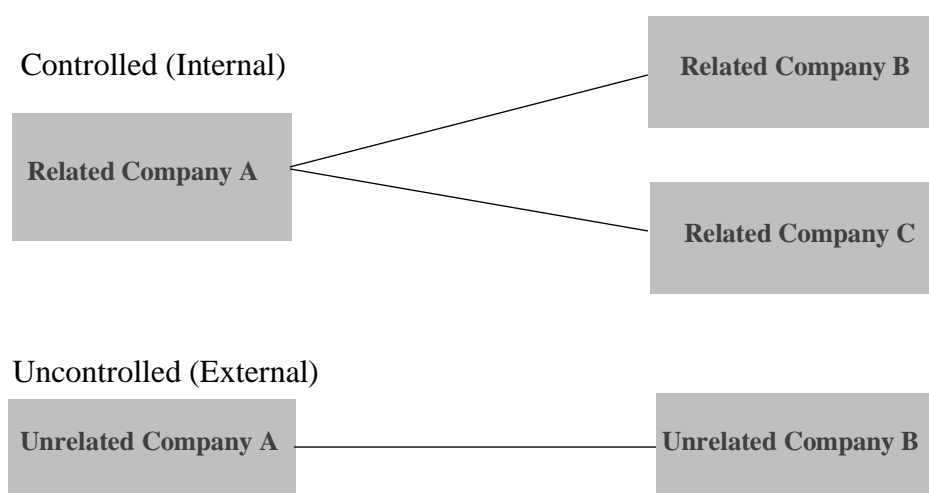 Controlled (Internal)
Related Company B
Related Company A
Related Company C
Uncontrolled (External)
Unrelated Company A
Unrelated Company B